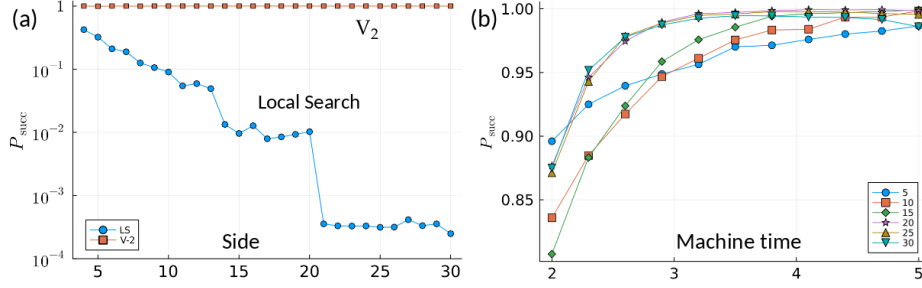 (a)
P_succ
1
10^{-1}
10^{-2}
10^{-3}
10^{-4}
V_2
Local Search
LS
V-2
Side
5 10 15 20 25 30
(b)
P_succ
1.00
0.95
0.90
0.85
5
10
15
20
25
30
Machine time
2 3 4 5